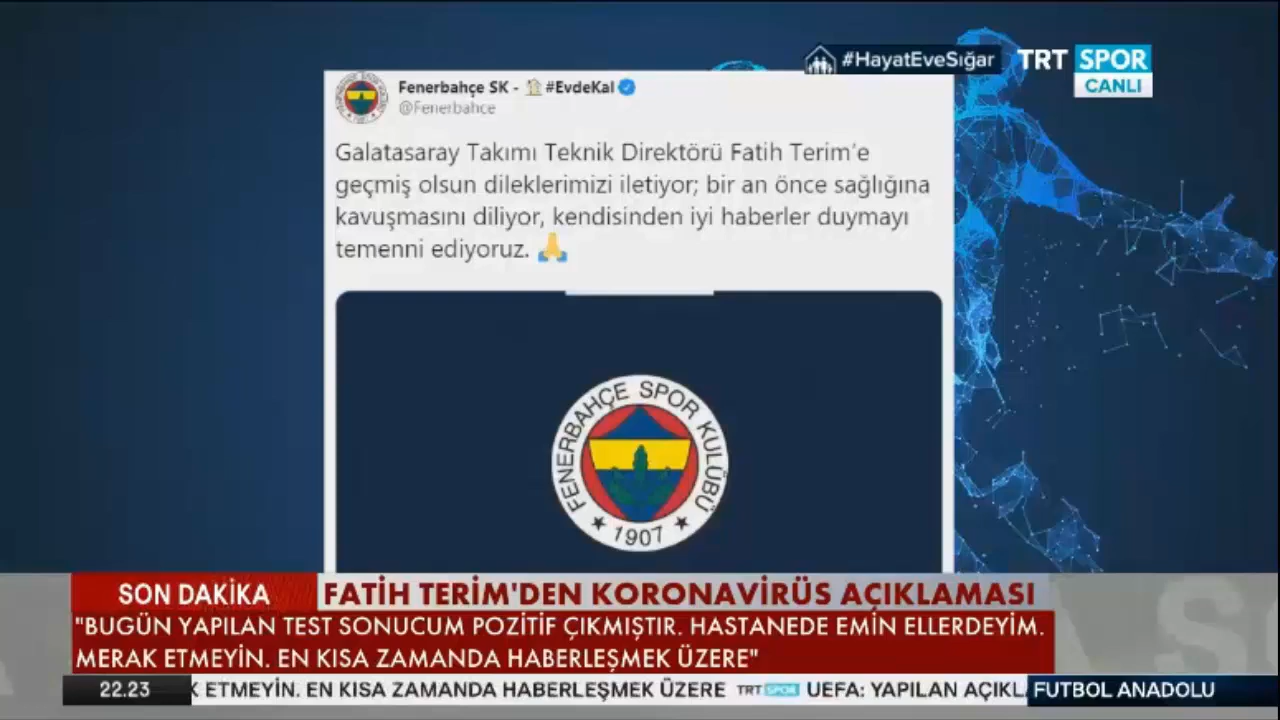 #HayatEveSığar
TRT SPOR
CANLI
Fenerbahçe SK - #EvdeKal
@Fenerbahce
Galatasaray Takımı Teknik Direktörü Fatih Terim'e
geçmiş olsun dileklerimizi iletiyor; bir an önce sağlığına
kavuşmasını diliyor, kendisinden iyi haberler duymayı
temenni ediyoruz. 🙏
FENERBAHÇE SPOR KULÜBÜ
1907
SON DAKİKA
FATİH TERİM'DEN KORONAVİRÜS AÇIKLAMASI
"BUGÜN YAPILAN TEST SONUCUM POZİTİF ÇIKMIŞTIR. HASTANEDE EMİN ELLERDEYİM.
MERAK ETMEYİN. EN KISA ZAMANDA HABERLEŞMEK ÜZERE"
22.23
K ETMEYİN. EN KISA ZAMANDA HABERLEŞMEK ÜZERE TRT SPOR UEFA: YAPILAN AÇIKL
FUTBOL ANADOLU